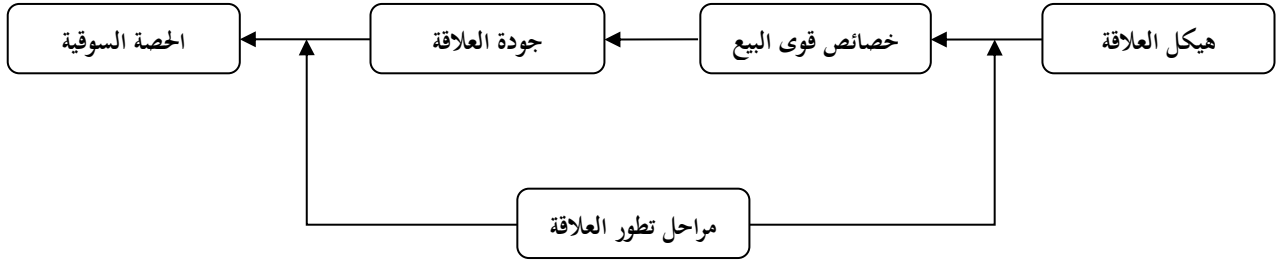 هيكل العلاقة
خصائص قوى البيع
جودة العلاقة
الحصة السوقية
مراحل تطور العلاقة